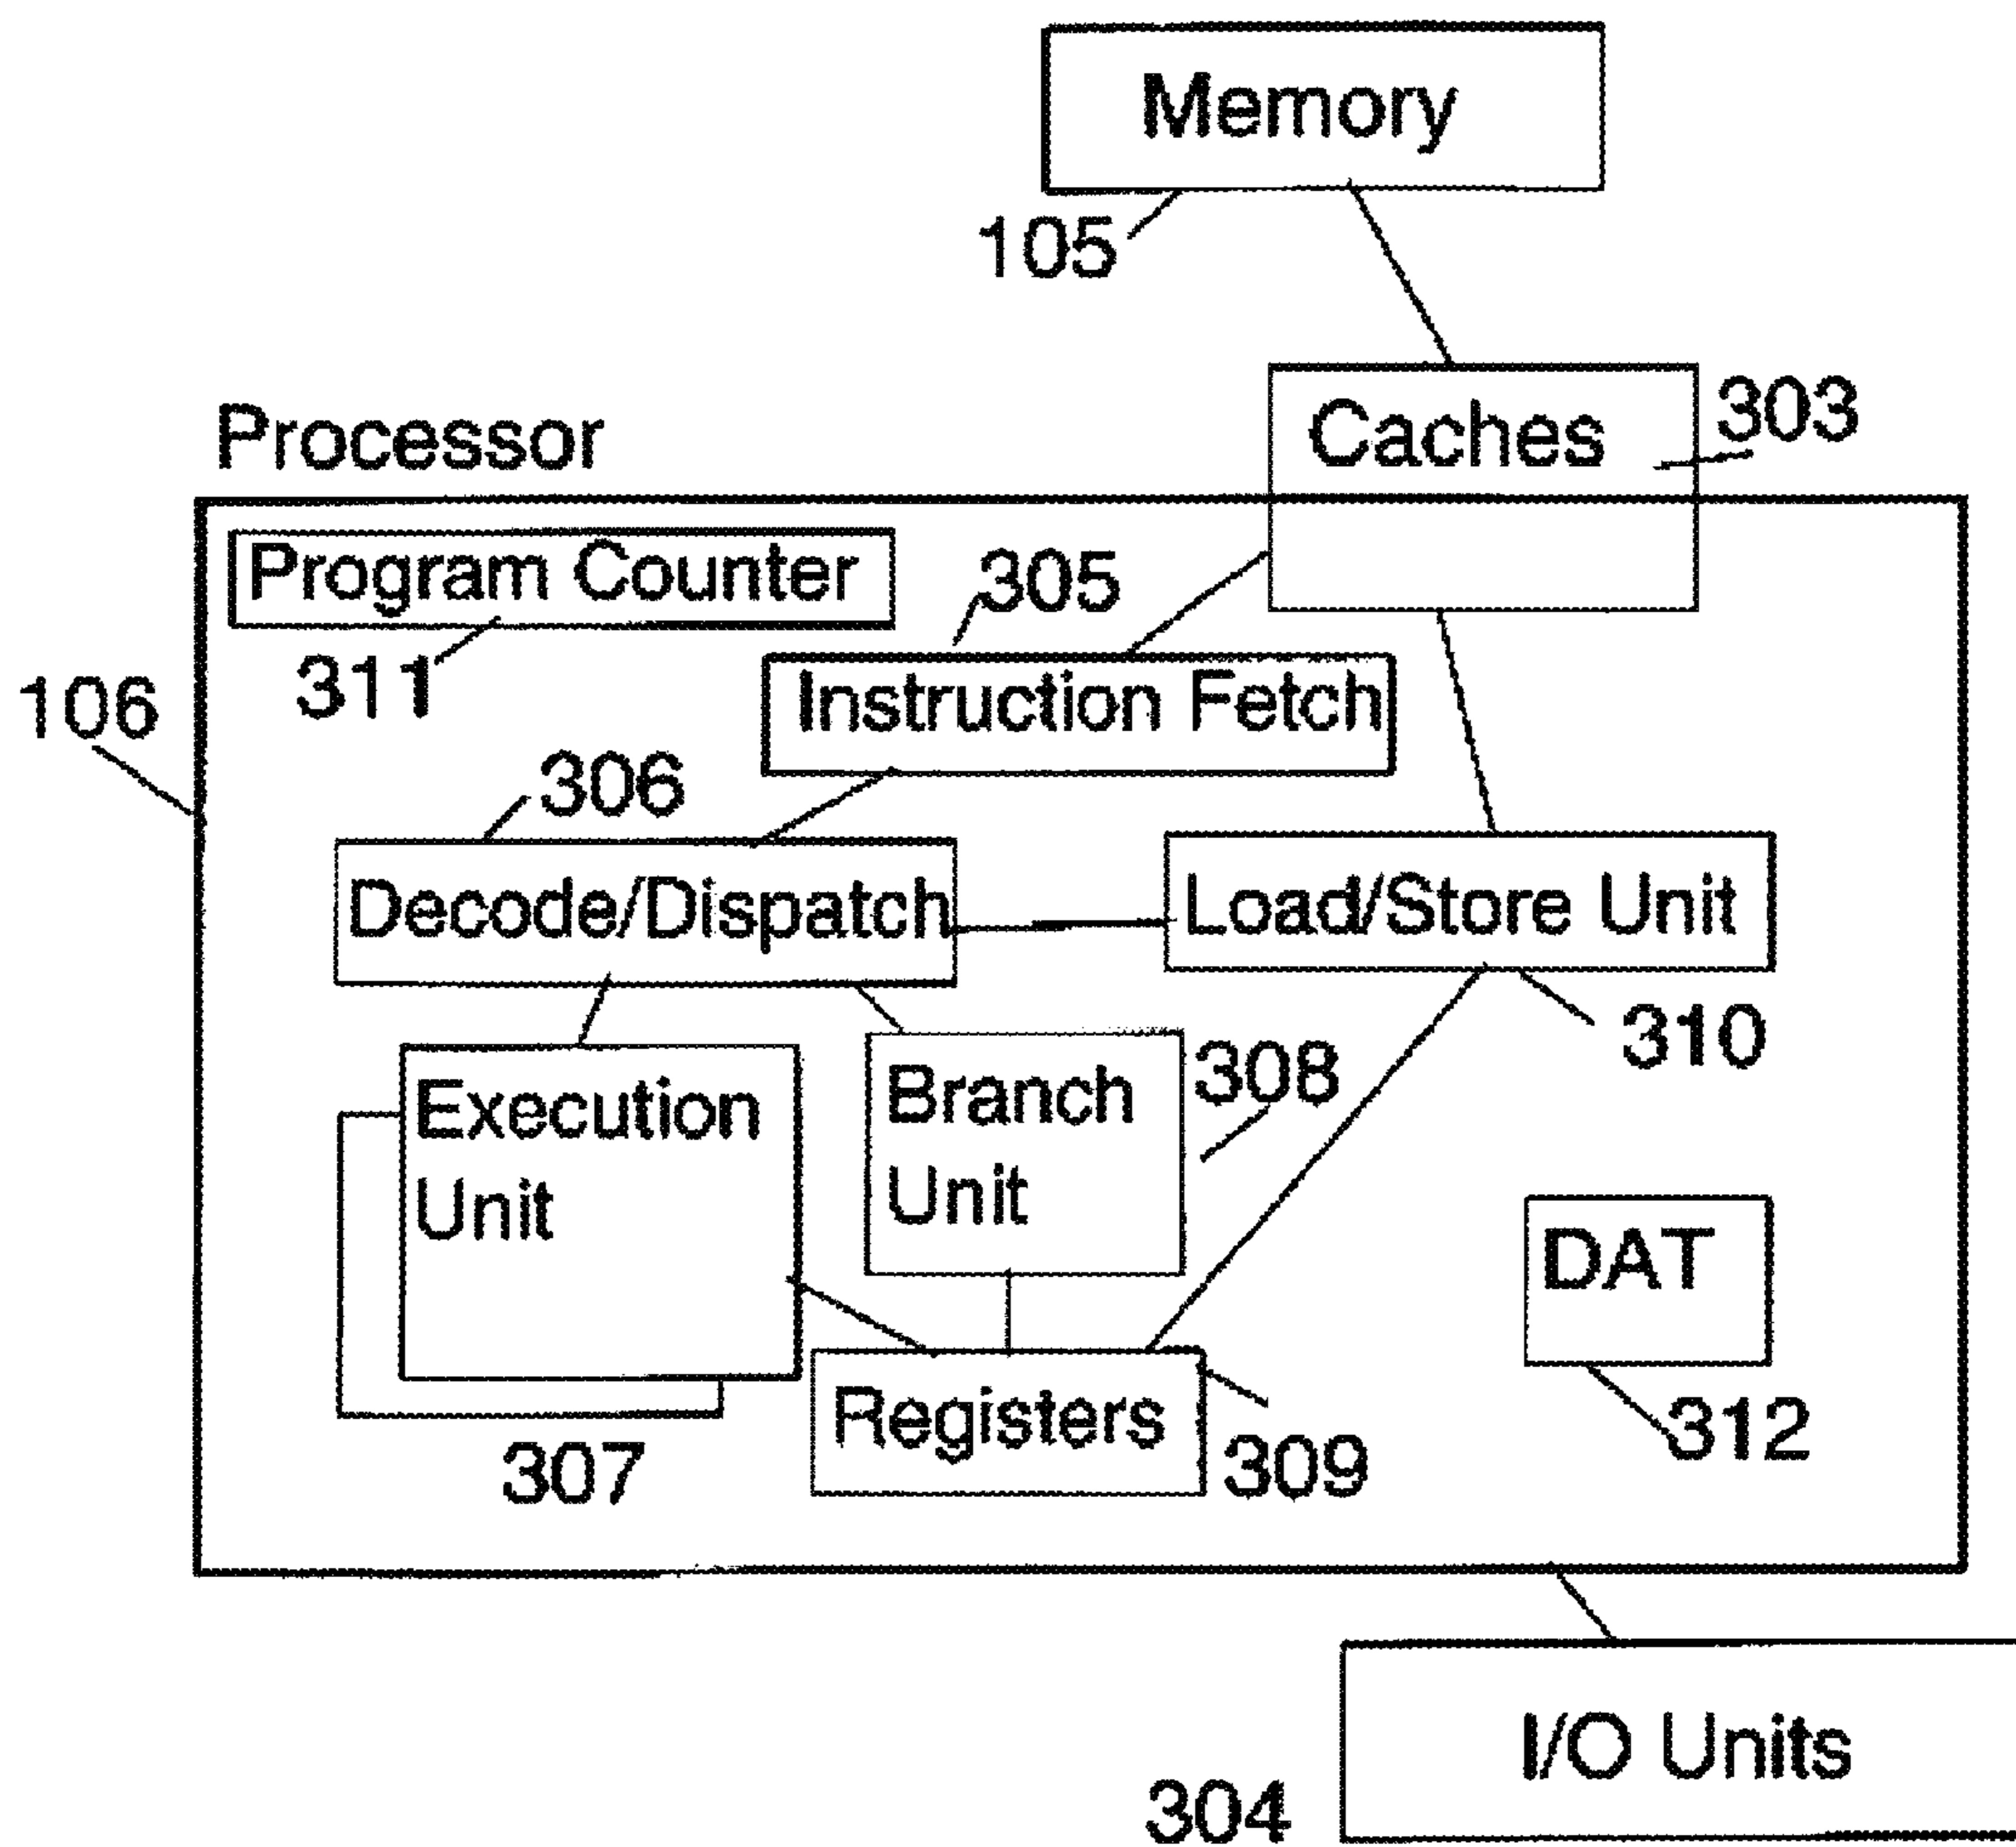 Memory
105
Caches
303
Processor
Program Counter
311
305
Instruction Fetch
106
306
Decode/Dispatch
Load/Store Unit
310
Execution
Unit
307
Branch
Unit
308
Registers
309
DAT
312
I/O Units
304